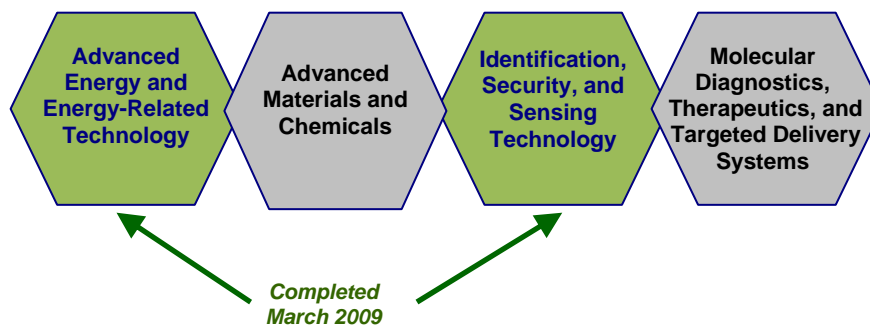 Advanced
Energy and
Energy-Related
Technology
Advanced
Materials and
Chemicals
Identification,
Security, and
Sensing
Technology
Molecular
Diagnostics,
Therapeutics, and
Targeted Delivery
Systems
Completed
March 2009